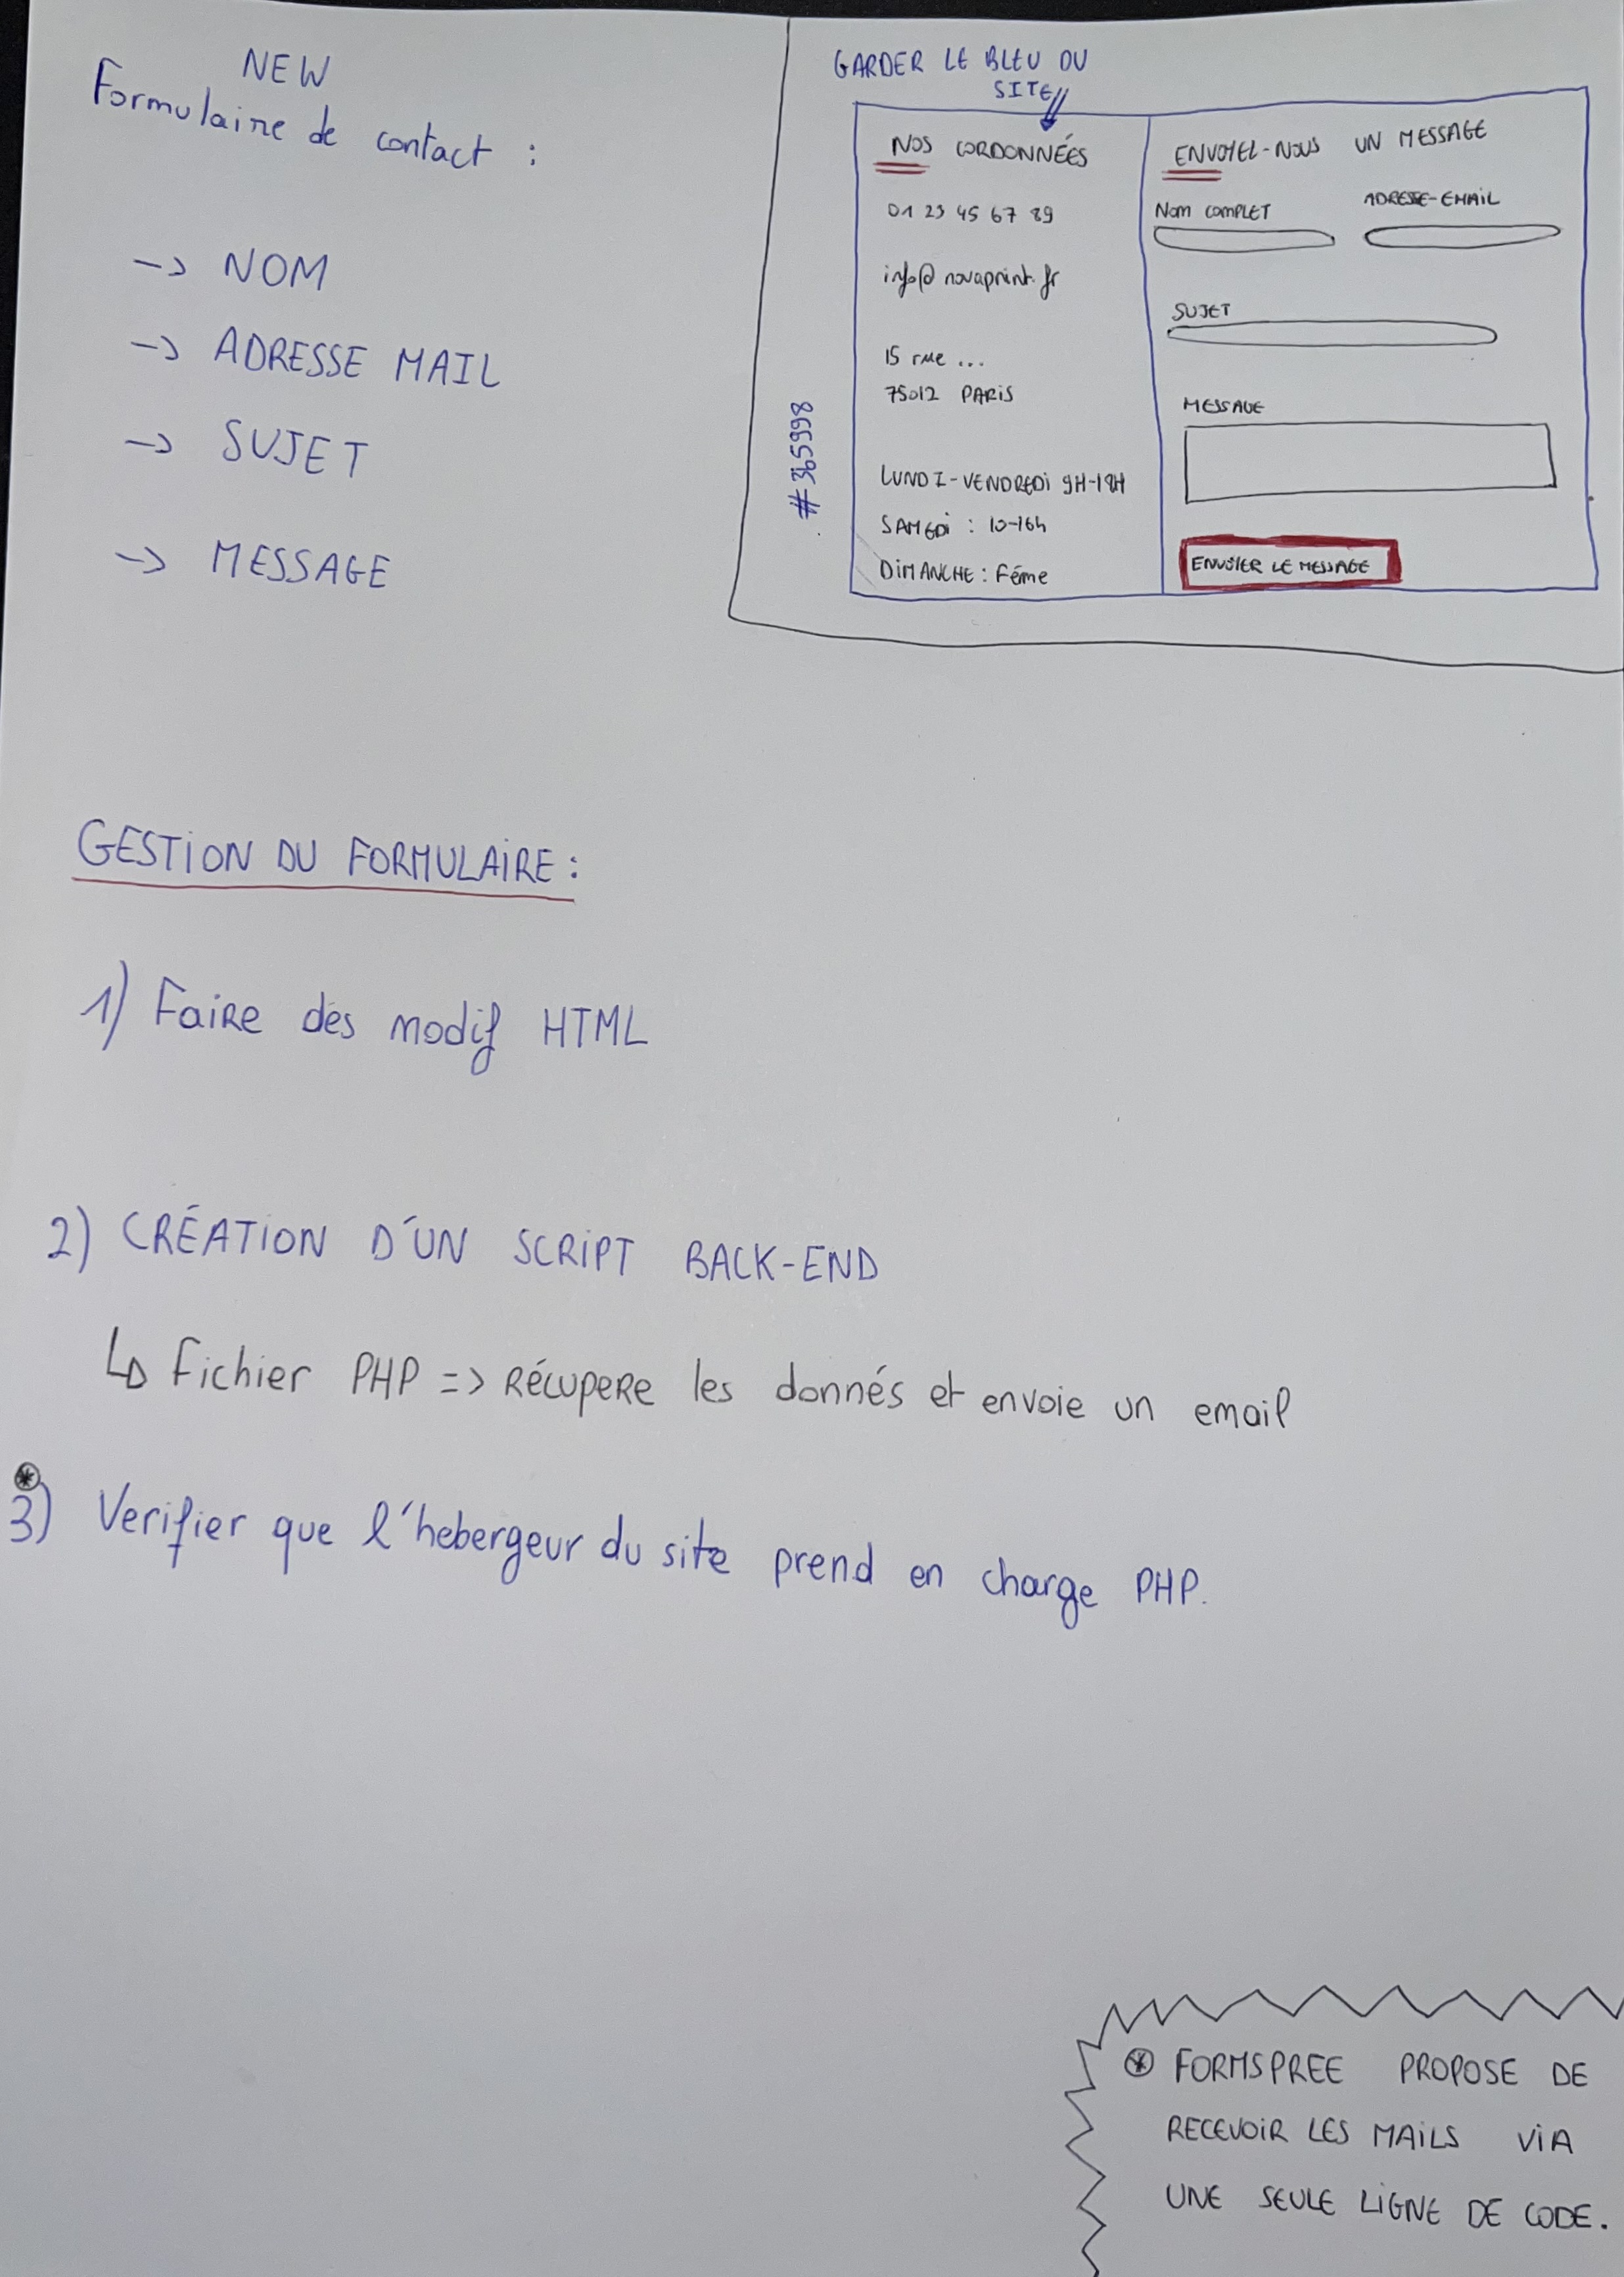 NEW
Formulaire de contact :
-> NOM
-> ADRESSE MAIL
-> SUJET
-> MESSAGE
GARDER LE BLEU DU
SITE
#365998
NOS CORDONNÉES
01 23 45 67 89
info@novaprint.fr
15 rue ...
75012 PARIS
LUNDI-VENDREDI 9H-18H
SAMEDI : 10-16h
DIMANCHE : Férme
ENVOYEZ-NOUS UN MESSAGE
Nom COMPLET
ADRESSE-EMAIL
SUJET
MESSAGE
ENVOYER LE MESSAGE
GESTION DU FORMULAIRE :
1) Faire des modif HTML
2) CRÉATION D'UN SCRIPT BACK-END
↳ Fichier PHP => RÉCUPERE les donnés et envoie un email
* 3) Verifier que l'hebergeur du site prend en charge PHP.
* FORMSPREE PROPOSE DE
RECEVOIR LES MAILS VIA
UNE SEULE LIGNE DE CODE.